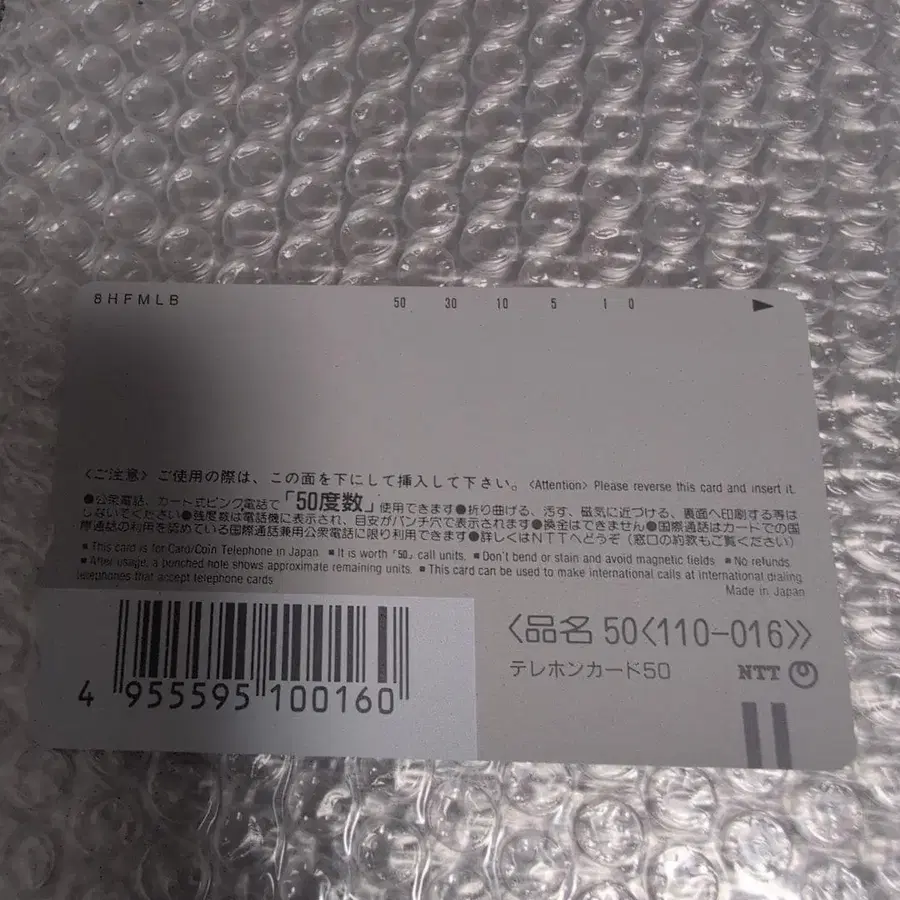 8HFMLB 50 30 10 5 1 0
〈ご注意〉ご使用の際は、この面を下にして挿入して下さい。〈Attention〉Please reverse this card and insert it.
●公衆電話、カード式ピンク電話で「50度数」使用できます●折り曲げる、汚す、磁気に近づける、裏面へ印刷する等は
しないでください●残度数は電話機に表示され、目安がパンチ穴で表示されます●換金はできません●国際通話はカードでの国
際通話の利用を認めている国際通話兼用公衆電話に限り利用できます●詳しくはNTTへどうぞ（窓口の約款もご覧ください）
■This card is for Card/Coin Telephone in Japan ■It is worth「50」call units. ■Don't bend or stain and avoid magnetic fields ■No refunds.
■After usage, a punched hole shows approximate remaining units. ■This card can be used to make international calls at international dialing
telephones that accept telephone cards
Made in Japan
〈品名 50〈110-016〉〉
テレホンカード50 NTT
4 955595 100160